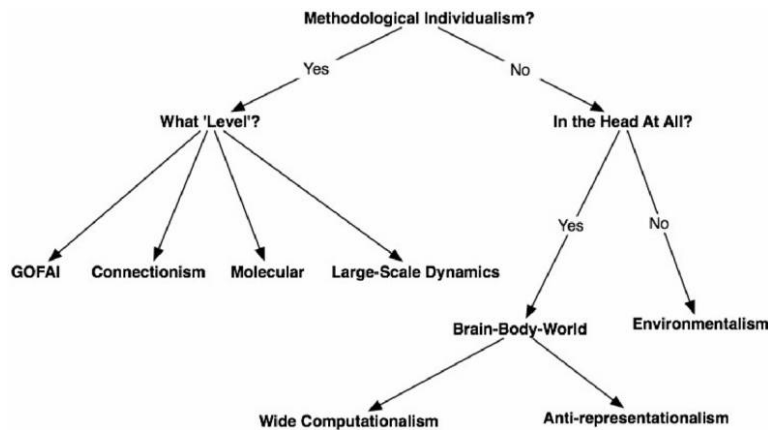 Methodological Individualism?
Yes
No
What 'Level'?
In the Head At All?
Yes
No
GOFAI
Connectionism
Molecular
Large-Scale Dynamics
Brain-Body-World
Environmentalism
Wide Computationalism
Anti-representationalism